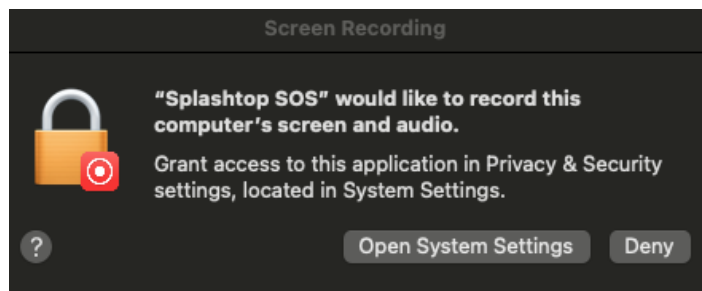 Screen Recording
“Splashtop SOS” would like to record this
computer’s screen and audio.
Grant access to this application in Privacy & Security
settings, located in System Settings.
?
Open System Settings
Deny